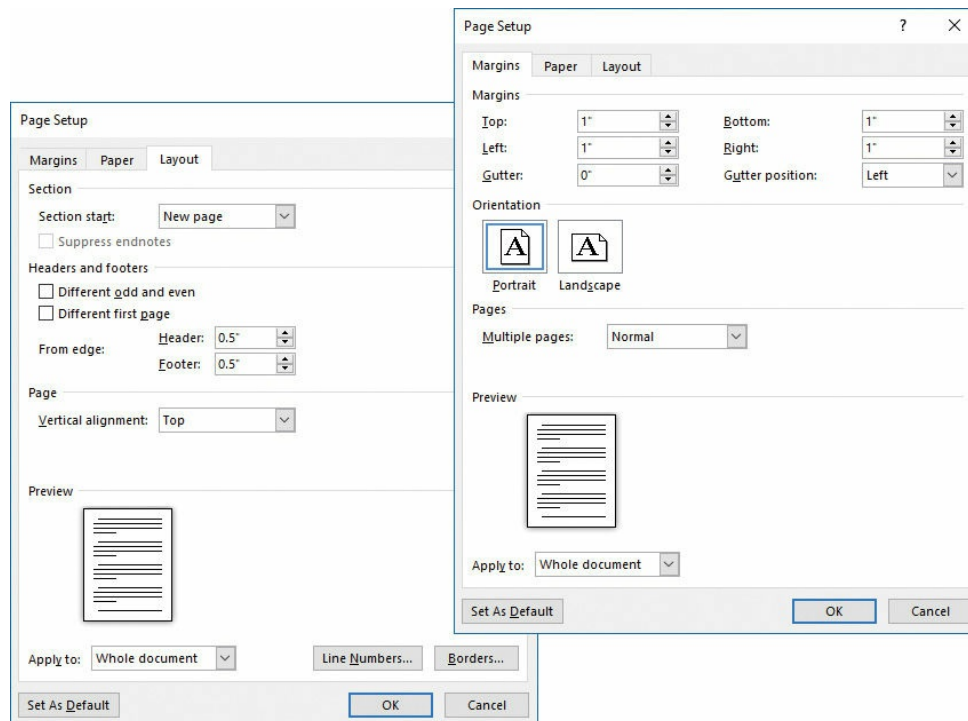 Page Setup
Margins Paper Layout
Section
Section start: New page
Suppress endnotes
Headers and footers
Different odd and even
Different first page
From edge:
Header: 0.5"
Footer: 0.5"
Page
Vertical alignment: Top
Preview
Apply to: Whole document Line Numbers... Borders...
Set As Default OK Cancel
Page Setup ?
Margins Paper Layout
Margins
Top: 1" Bottom: 1"
Left: 1" Right: 1"
Gutter: 0" Gutter position: Left
Orientation
A A
Portrait Landscape
Pages
Multiple pages: Normal
Preview
Apply to: Whole document
Set As Default OK Cancel